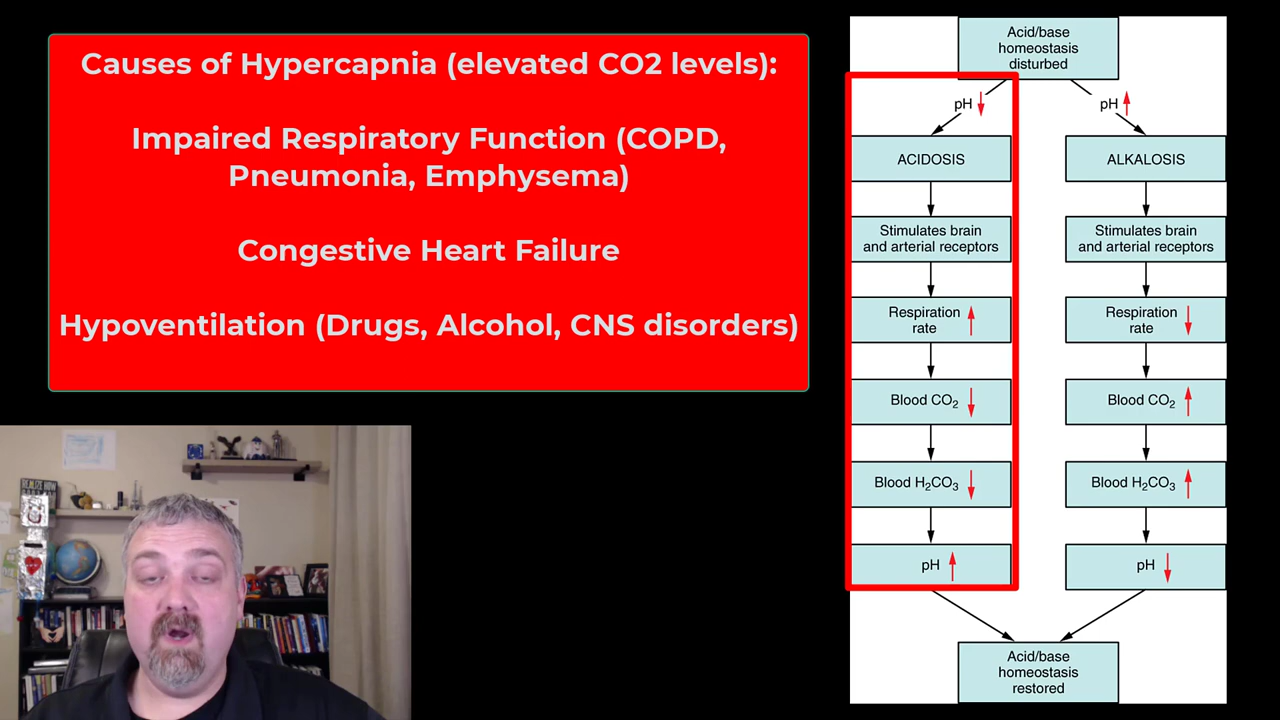 Causes of Hypercapnia (elevated CO2 levels):
Impaired Respiratory Function (COPD,
Pneumonia, Emphysema)
Congestive Heart Failure
Hypoventilation (Drugs, Alcohol, CNS disorders)
Acid/base
homeostasis
disturbed
pH
pH
ACIDOSIS
ALKALOSIS
Stimulates brain
and arterial receptors
Stimulates brain
and arterial receptors
Respiration
rate
Respiration
rate
Blood CO₂
Blood CO₂
Blood H₂CO₃
Blood H₂CO₃
pH
pH
Acid/base
homeostasis
restored
REALIZE HOW